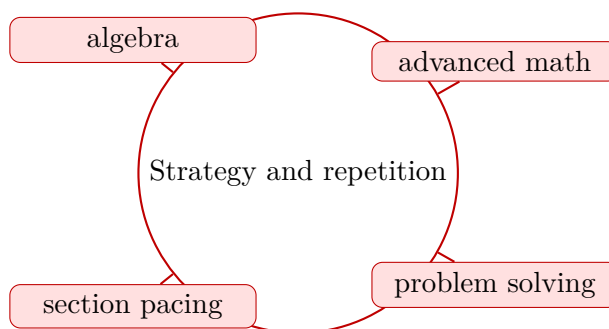 algebra
advanced math
Strategy and repetition
problem solving
section pacing